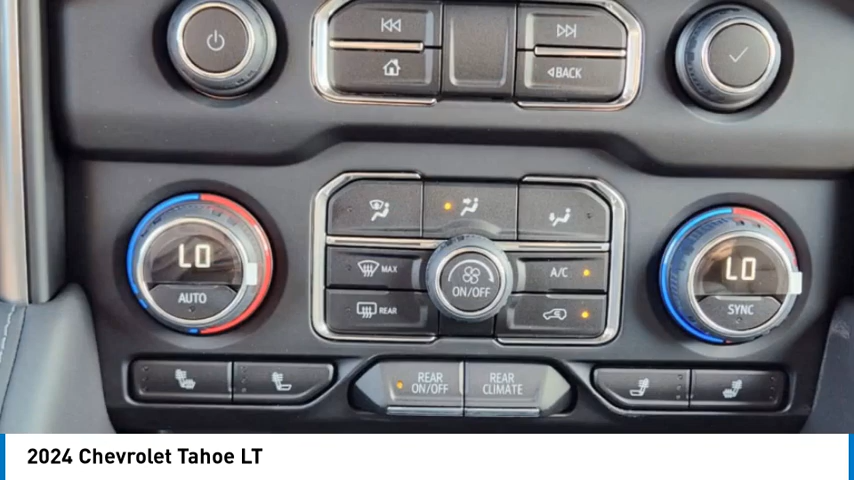 BACK
LO
LO
AUTO
SYNC
MAX
ON/OFF
A/C
REAR
REAR
ON/OFF
REAR
CLIMATE
2024 Chevrolet Tahoe LT